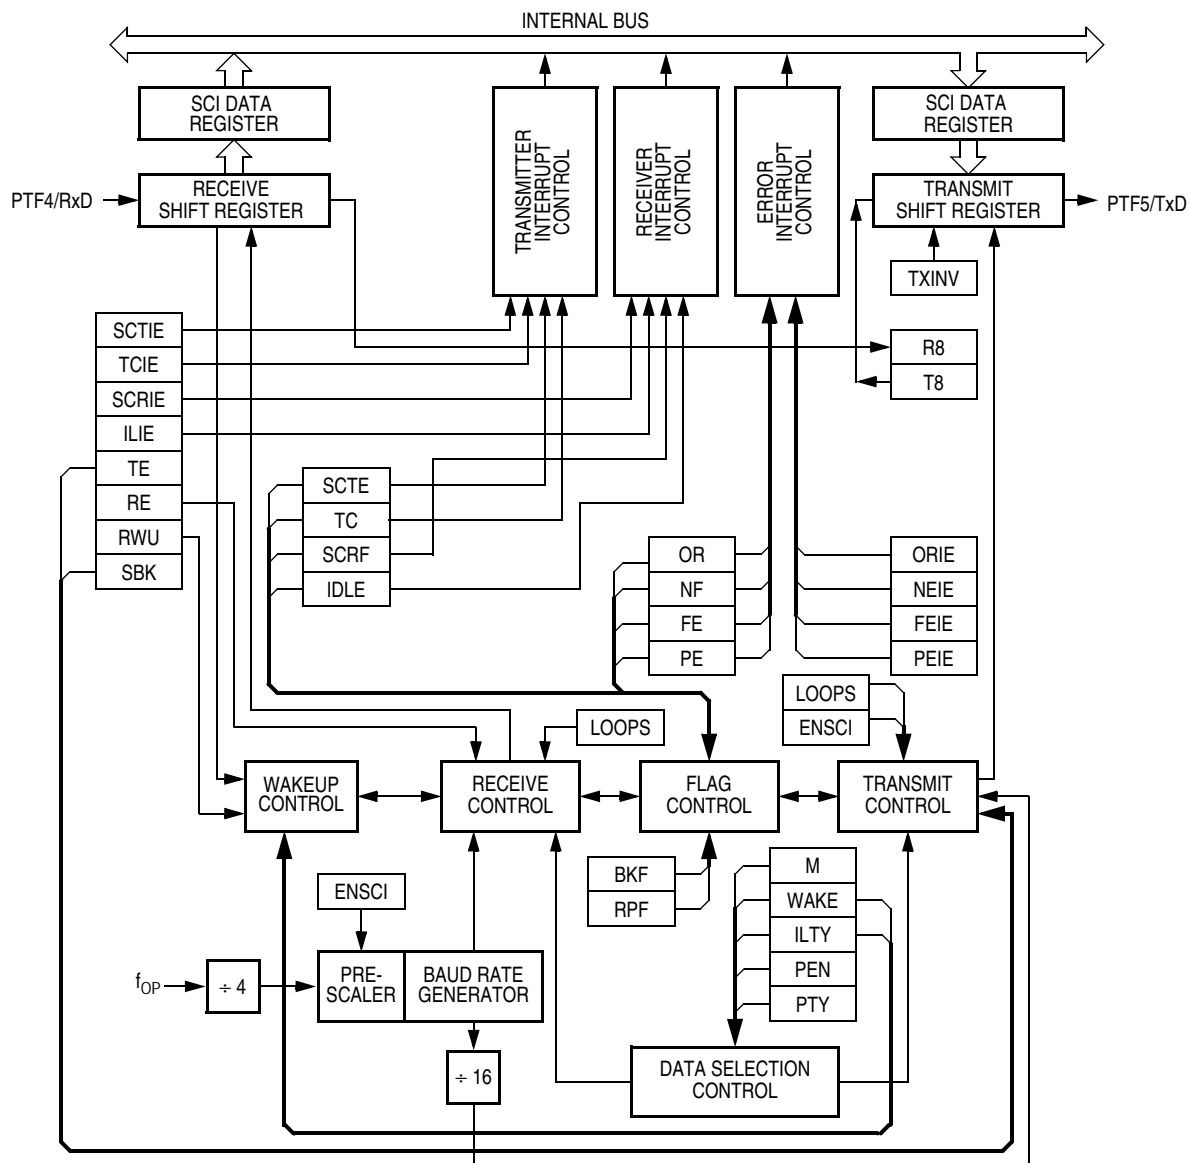 INTERNAL BUS
SCI DATA
REGISTER
TRANSMITTER
INTERRUPT
CONTROL
RECEIVER
INTERRUPT
CONTROL
ERROR
INTERRUPT
CONTROL
SCI DATA
REGISTER
PTF4/RxD
RECEIVE
SHIFT REGISTER
TRANSMIT
SHIFT REGISTER
PTF5/TxD
TXINV
SCTIE
TCIE
SCRIE
ILIE
TE
RE
RWU
SBK
R8
T8
SCTE
TC
SCRF
IDLE
OR
NF
FE
PE
ORIE
NEIE
FEIE
PEIE
LOOPS
ENSCI
LOOPS
WAKEUP
CONTROL
RECEIVE
CONTROL
FLAG
CONTROL
TRANSMIT
CONTROL
BKF
RPF
M
WAKE
ILTY
PEN
PTY
ENSCI
fOP
÷ 4
PRE-
SCALER
BAUD RATE
GENERATOR
÷ 16
DATA SELECTION
CONTROL